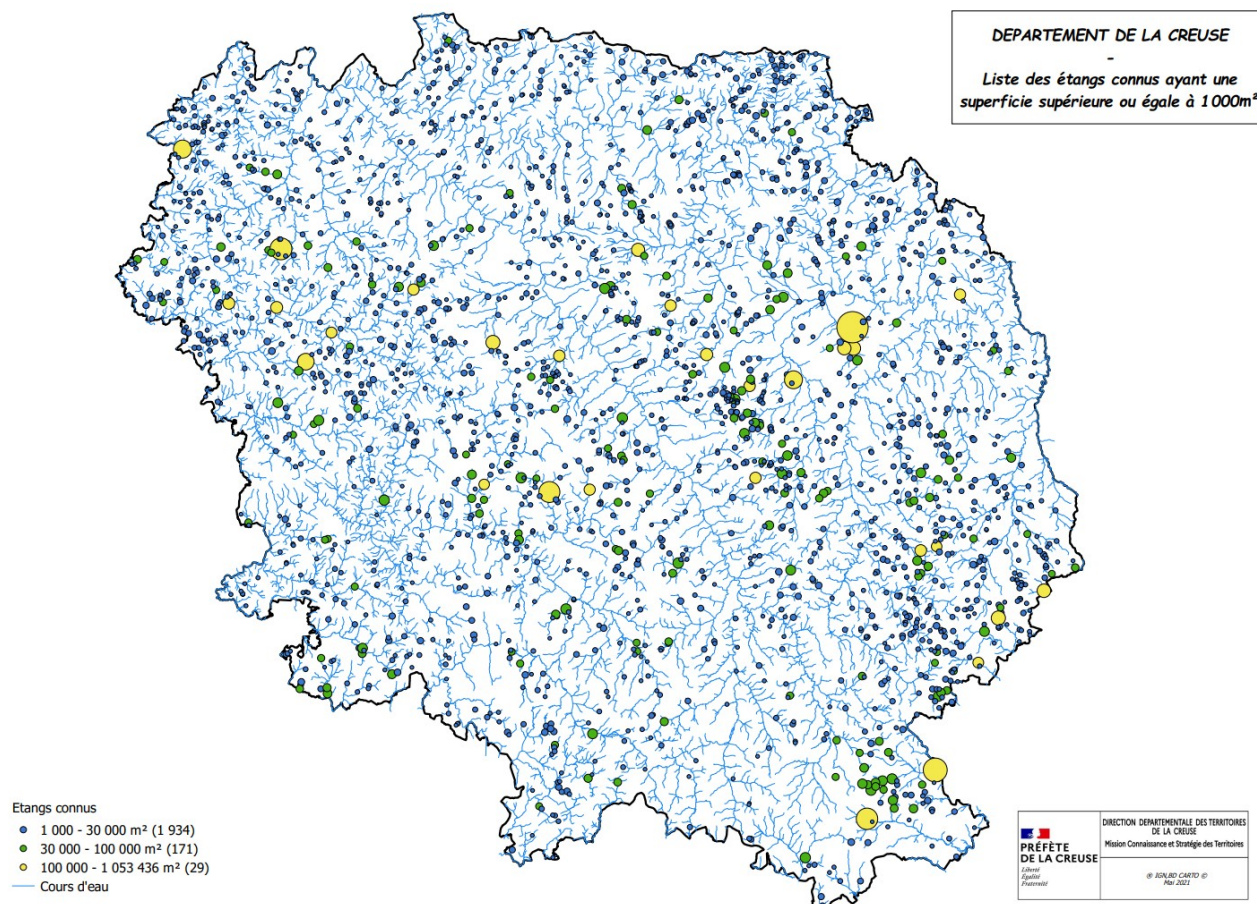 DEPARTEMENT DE LA CREUSE
-
Liste des étangs connus ayant une
superficie supérieure ou égale à 1000m²
Etangs connus
1 000 - 30 000 m² (1 934)
30 000 - 100 000 m² (171)
100 000 - 1 053 436 m² (29)
Cours d'eau
PRÉFÈTE
DE LA CREUSE
Liberté
Égalité
Fraternité
DIRECTION DEPARTEMENTALE DES TERRITOIRES
DE LA CREUSE
Mission Connaissance et Stratégie des Territoires
® IGN,BD CARTO ©
Mai 2021